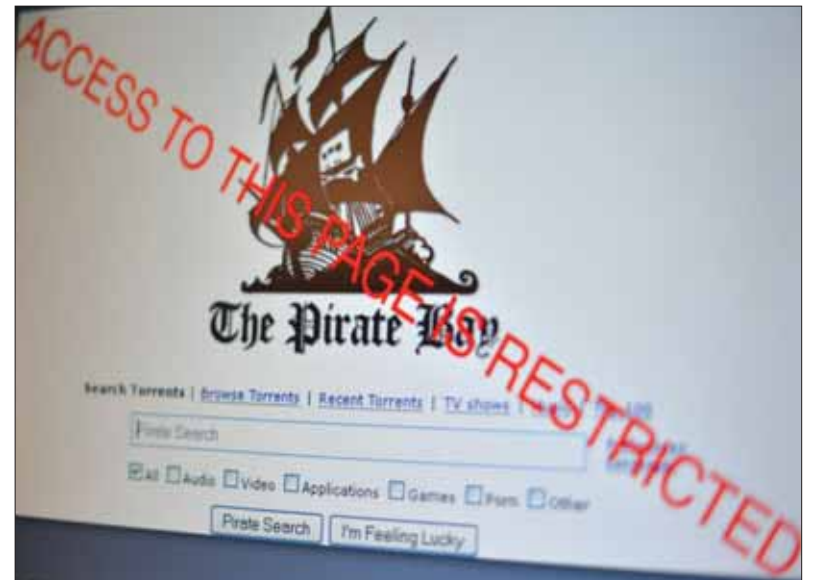 ACCESS TO THIS PAGE IS RESTRICTED
The Pirate Bay
Search Torrents | Browse Torrents | Recent Torrents | TV shows |
Pirate Search
All Audio Video Applications Games Porn Other
Pirate Search I'm Feeling Lucky